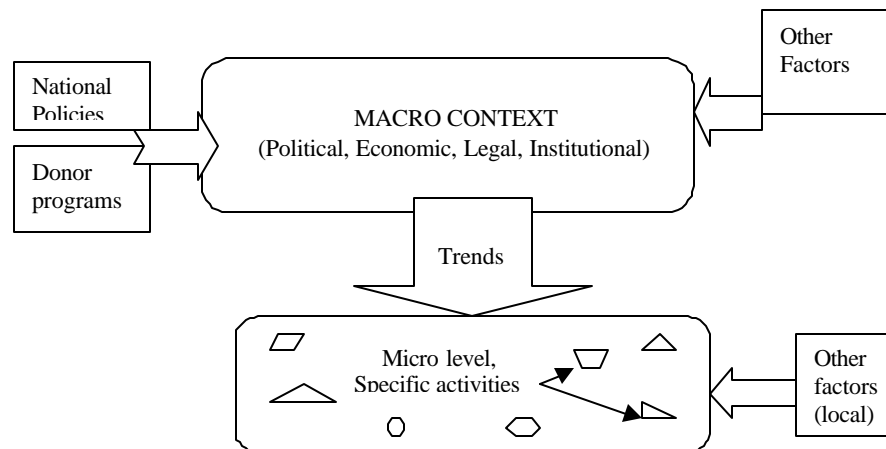 National
Policies
Donor
programs
MACRO CONTEXT
(Political, Economic, Legal, Institutional)
Other
Factors
Trends
Micro level,
Specific activities
Other
factors
(local)